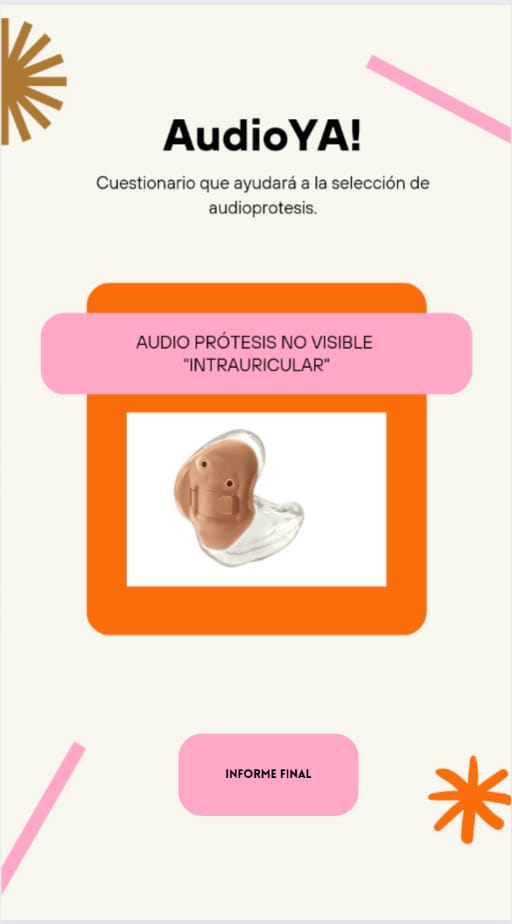 AudioYA!
Cuestionario que ayudará a la selección de
audioprotesis.
AUDIO PRÓTESIS NO VISIBLE
"INTRAURICULAR"
INFORME FINAL